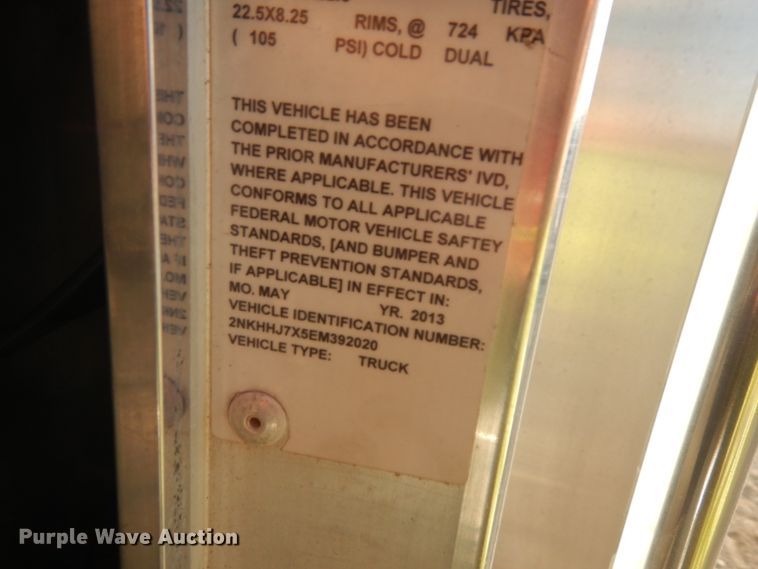 TIRES,
22.5X8.25 RIMS, @ 724 KPA
( 105 PSI) COLD DUAL
THIS VEHICLE HAS BEEN
COMPLETED IN ACCORDANCE WITH
THE PRIOR MANUFACTURERS' IVD,
WHERE APPLICABLE. THIS VEHICLE
CONFORMS TO ALL APPLICABLE
FEDERAL MOTOR VEHICLE SAFTEY
STANDARDS, [AND BUMPER AND
THEFT PREVENTION STANDARDS,
IF APPLICABLE] IN EFFECT IN:
MO. MAY YR. 2013
VEHICLE IDENTIFICATION NUMBER:
2NKHHJ7X5EM392020
VEHICLE TYPE: TRUCK
Purple Wave Auction